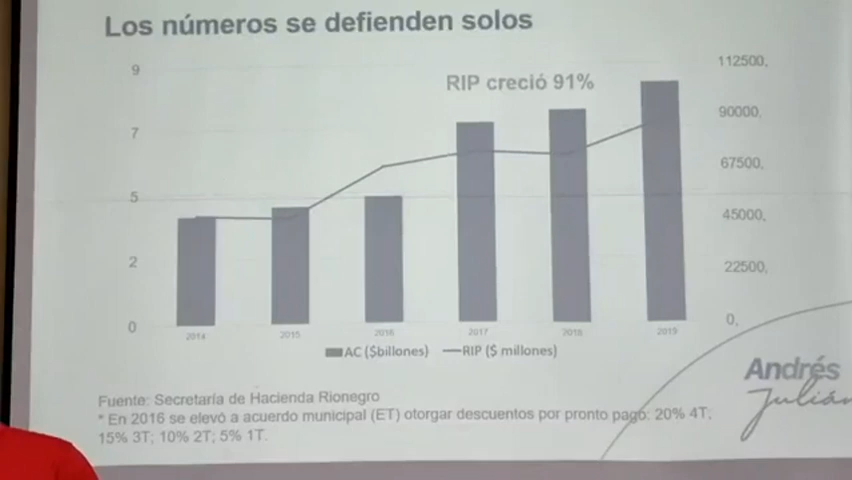 Los números se defienden solos
9
7
5
2
0
RIP creció 91%
112500,
90000,
67500,
45000,
22500,
0,
2014 2015 2016 2017 2018 2019
AC ($billones) RIP ($ millones)
Fuente: Secretaría de Hacienda Rionegro
* En 2016 se elevó a acuerdo municipal (ET) otorgar descuentos por pronto pago: 20% 4T;
15% 3T; 10% 2T; 5% 1T.
Andrés
Julián